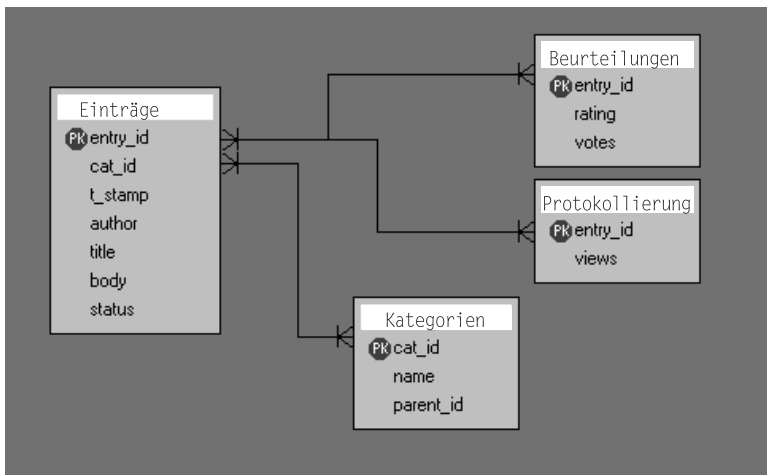 Einträge
PK entry_id
cat_id
t_stamp
author
title
body
status
Beurteilungen
PK entry_id
rating
votes
Protokollierung
PK entry_id
views
Kategorien
PK cat_id
name
parent_id